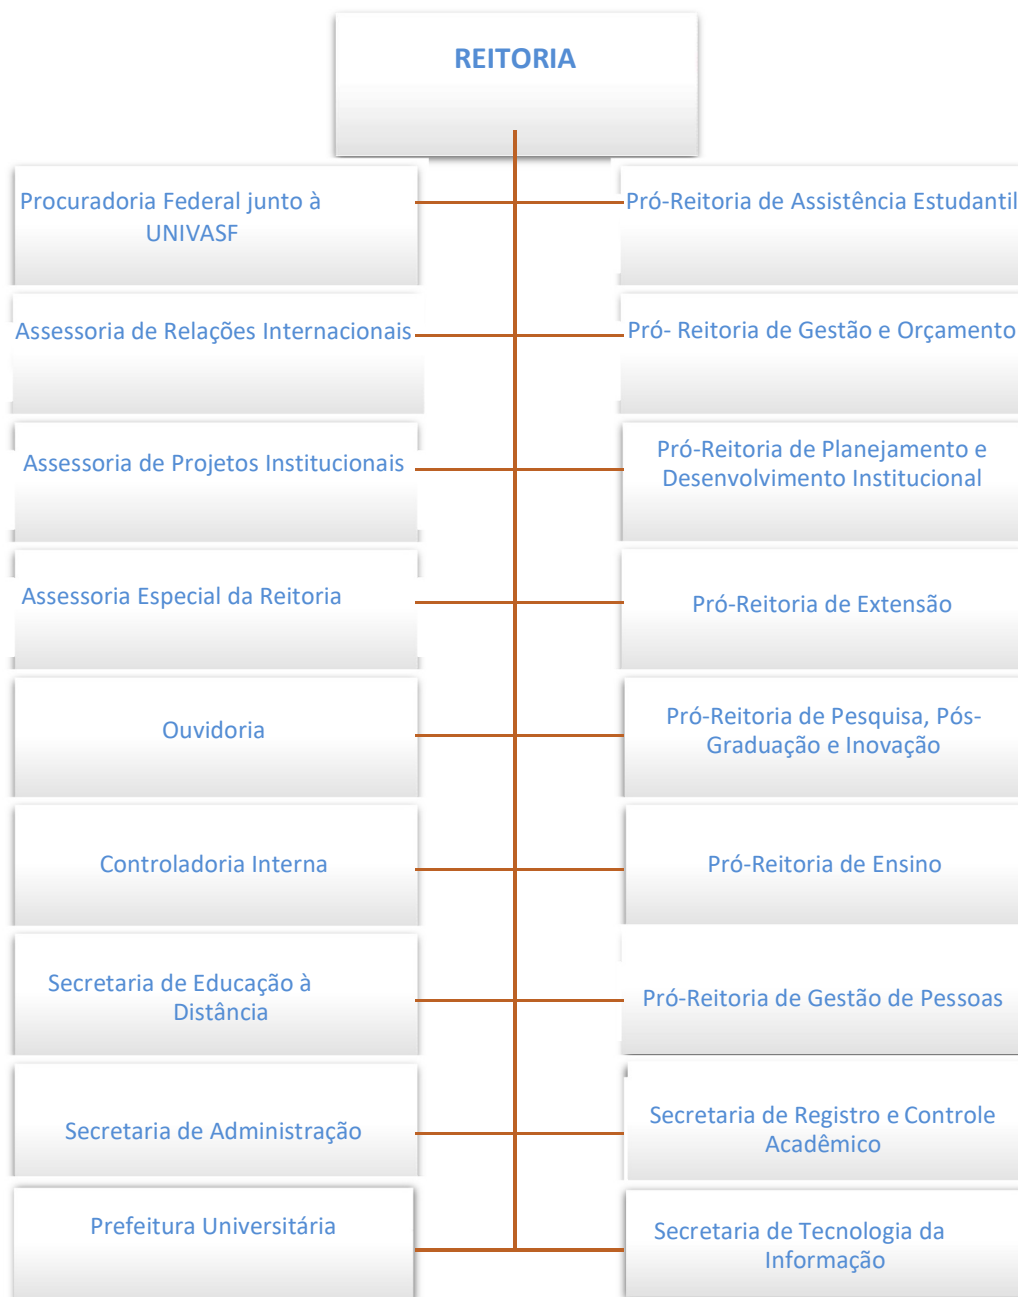 REITORIA
Procuradoria Federal junto à
UNIVASF
Pró-Reitoria de Assistência Estudantil
Assessoria de Relações Internacionais
Pró- Reitoria de Gestão e Orçamento
Assessoria de Projetos Institucionais
Pró-Reitoria de Planejamento e
Desenvolvimento Institucional
Assessoria Especial da Reitoria
Pró-Reitoria de Extensão
Ouvidoria
Pró-Reitoria de Pesquisa, Pós-
Graduação e Inovação
Controladoria Interna
Pró-Reitoria de Ensino
Secretaria de Educação à
Distância
Pró-Reitoria de Gestão de Pessoas
Secretaria de Administração
Secretaria de Registro e Controle
Acadêmico
Prefeitura Universitária
Secretaria de Tecnologia da
Informação